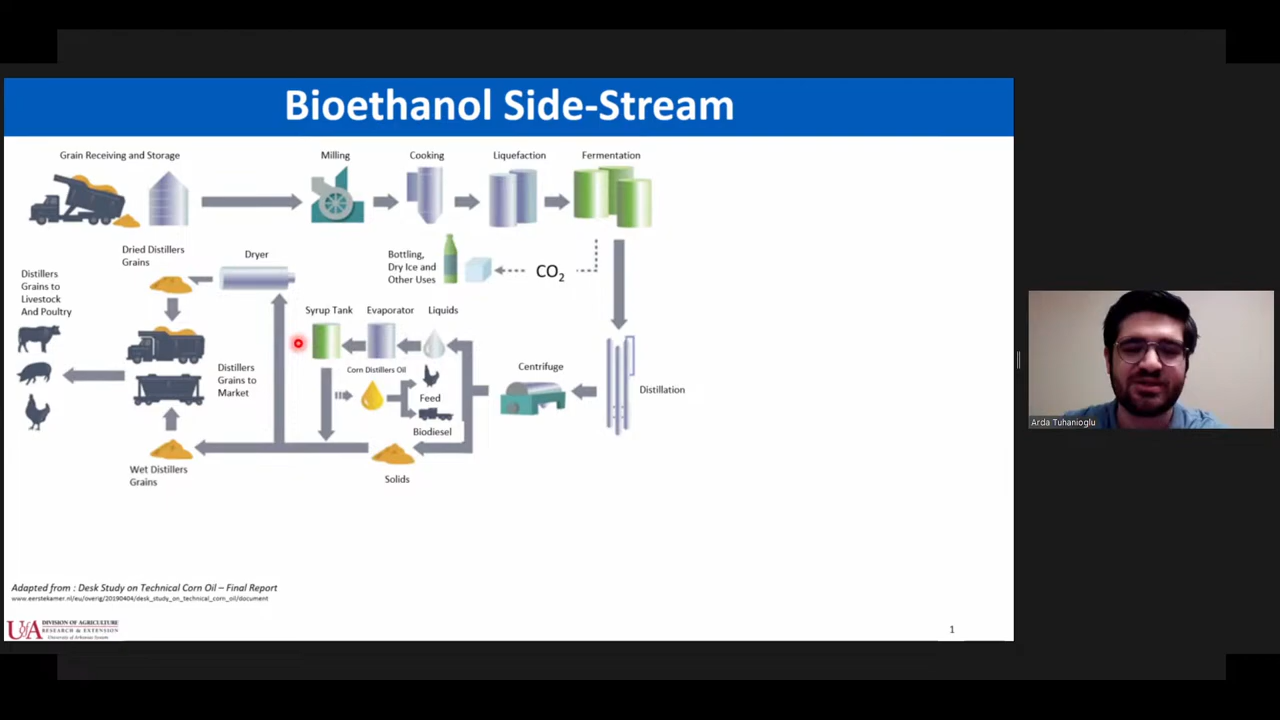 Bioethanol Side-Stream
Grain Receiving and Storage
Milling
Cooking
Liquefaction
Fermentation
Dried Distillers
Grains
Dryer
Bottling,
Dry Ice and
Other Uses
CO2
Distillers
Grains to
Livestock
And Poultry
Syrup Tank
Evaporator
Liquids
Distillers
Grains to
Market
Corn Distillers Oil
Feed
Biodiesel
Centrifuge
Distillation
Wet Distillers
Grains
Solids
Adapted from : Desk Study on Technical Corn Oil – Final Report
www.eerstekamer.nl/eu/overig/20190404/desk_study_on_technical_corn_oil/document
UofA
DIVISION OF AGRICULTURE
RESEARCH & EXTENSION
University of Arkansas System
1
Arda Tuhanioglu